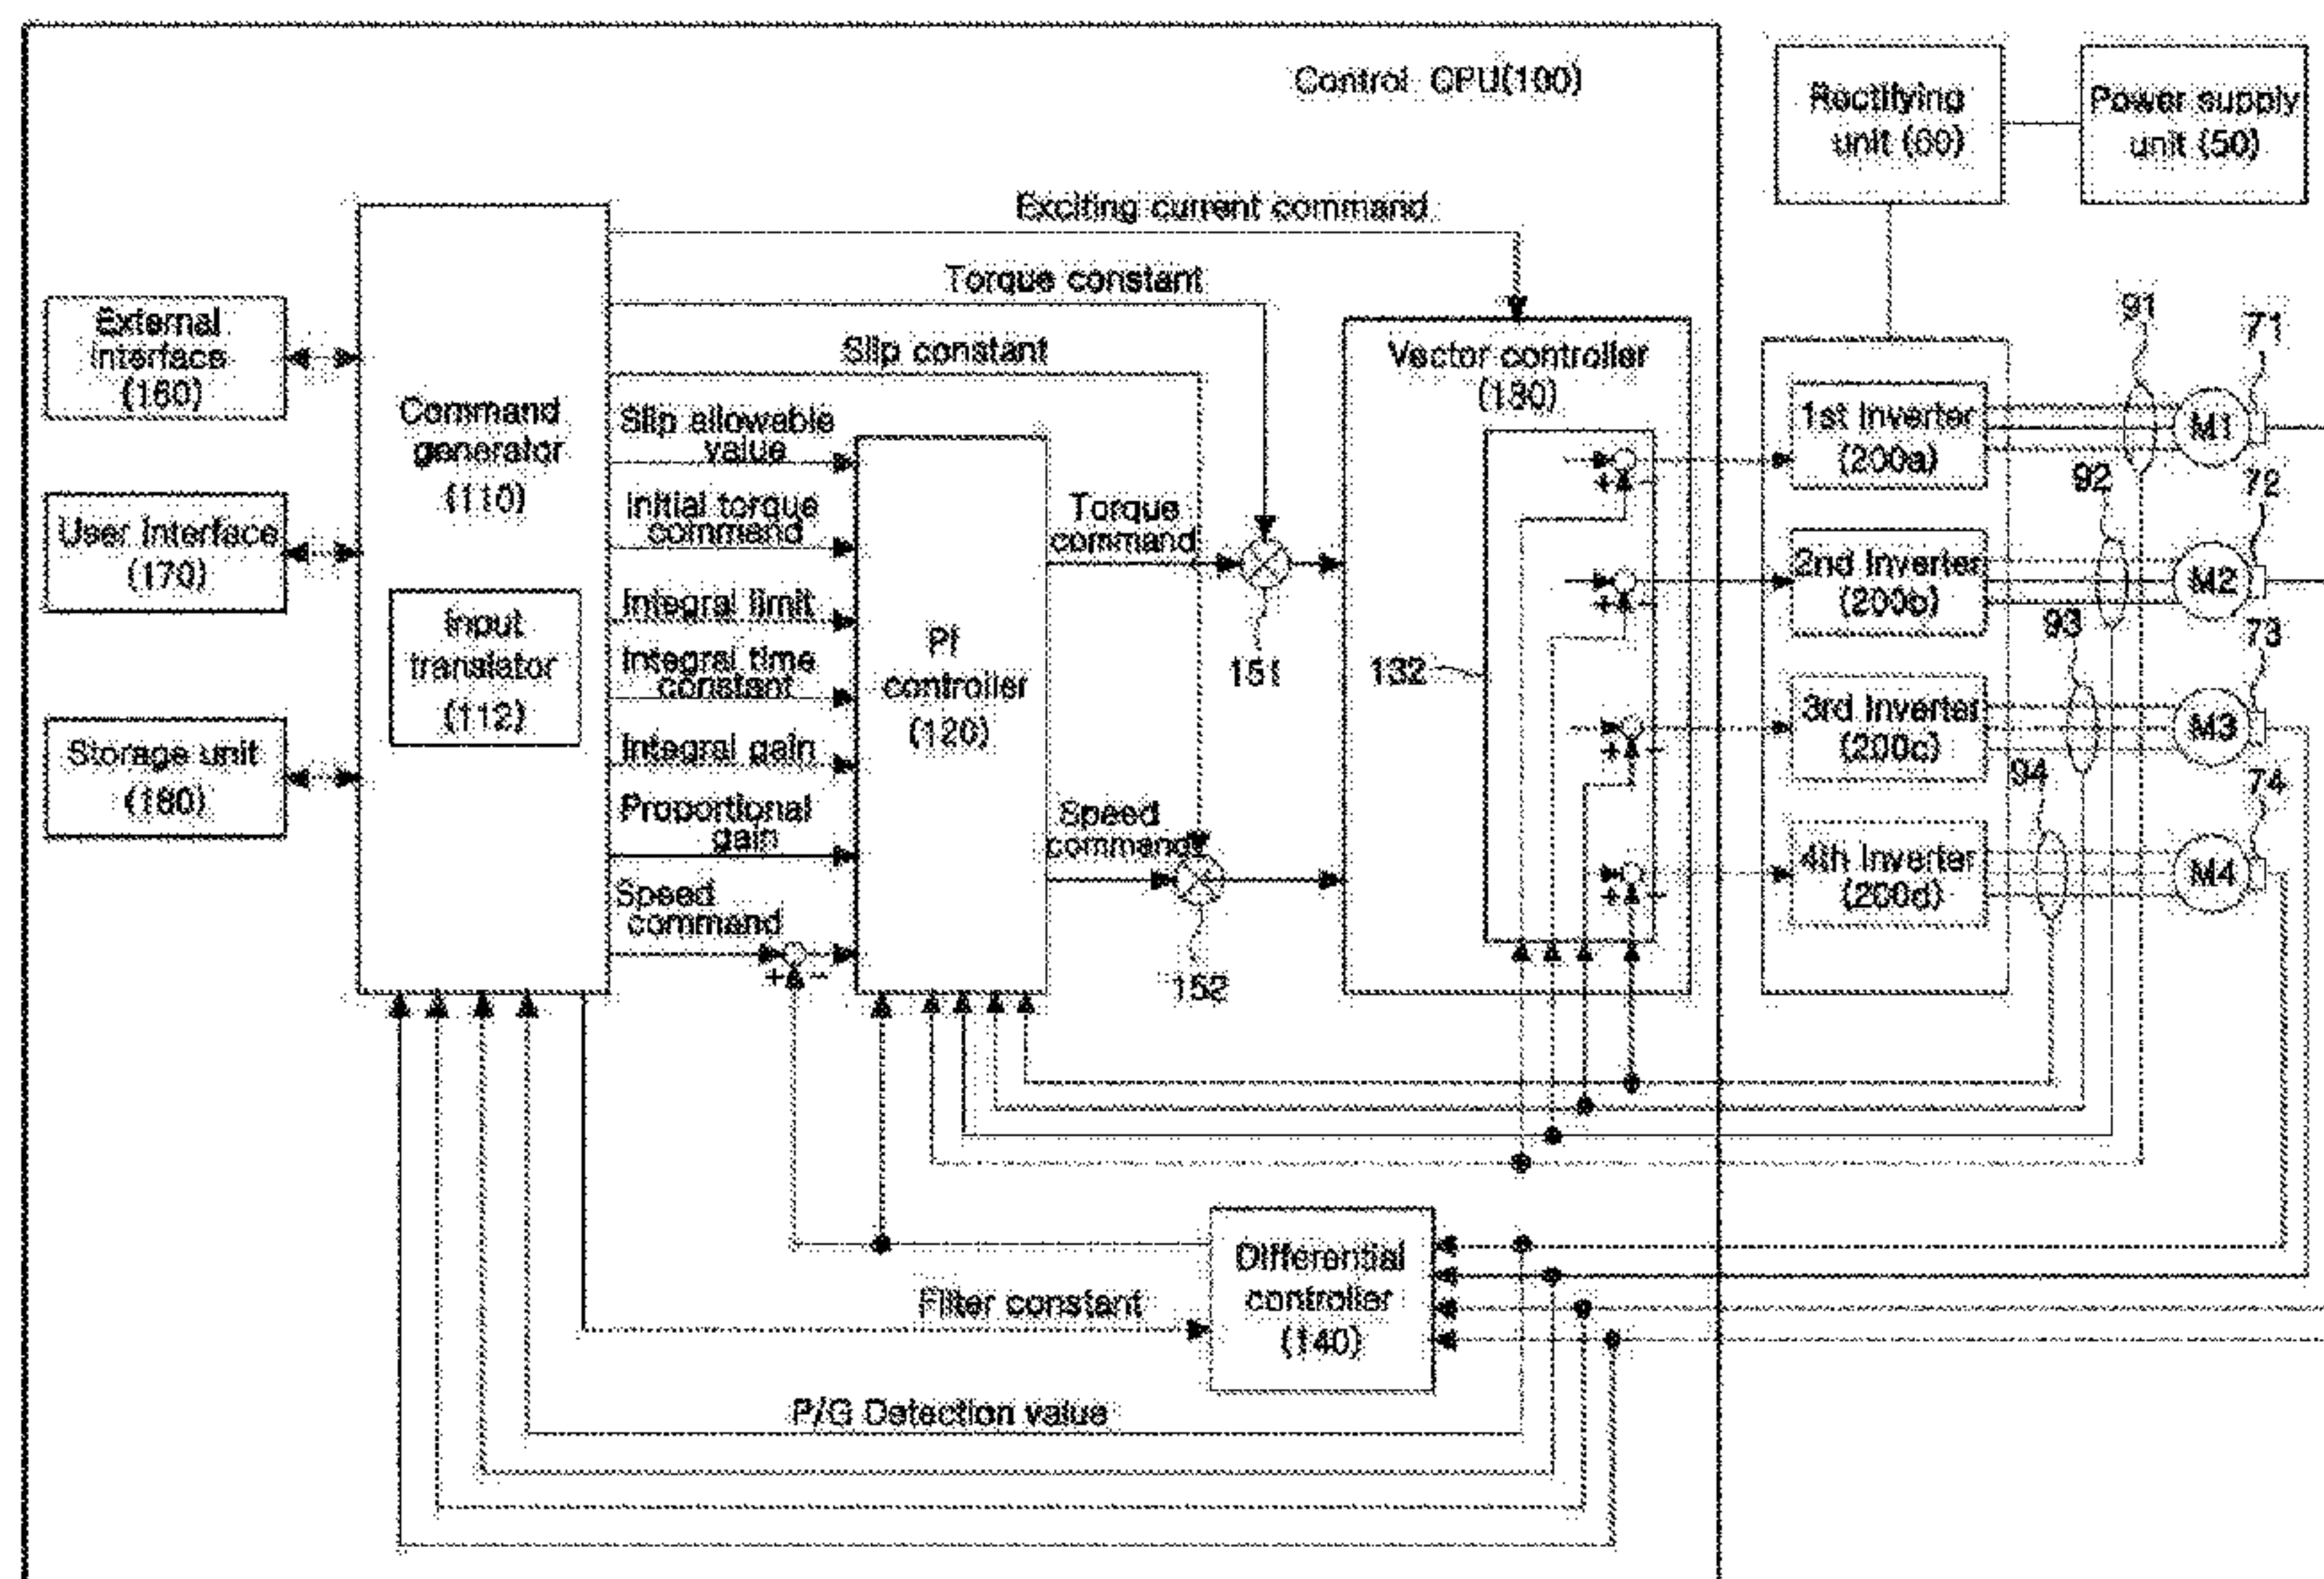 Control CPU(100)
Rectifying
unit (60)
Power supply
unit (50)
Exciting current command
Torque constant
Slip constant
External
Interface
(160)
User Interface
(170)
Storage unit
(180)
Command
generator
(110)
Input
translator
(112)
Slip allowable
value
Initial torque
command
Integral limit
Integral time
constant
Integral gain
Proportional
gain
Speed
command
+ -
PI
controller
(120)
Torque
command
151
Speed
command
152
Vector controller
(130)
132
+ -
+ -
+ -
+ -
1st Inverter
(200a)
2nd Inverter
(200b)
3rd Inverter
(200c)
4th Inverter
(200d)
91
92
93
94
71
M1
72
M2
73
M3
74
M4
Differential
controller
(140)
Filter constant
P/G Detection value